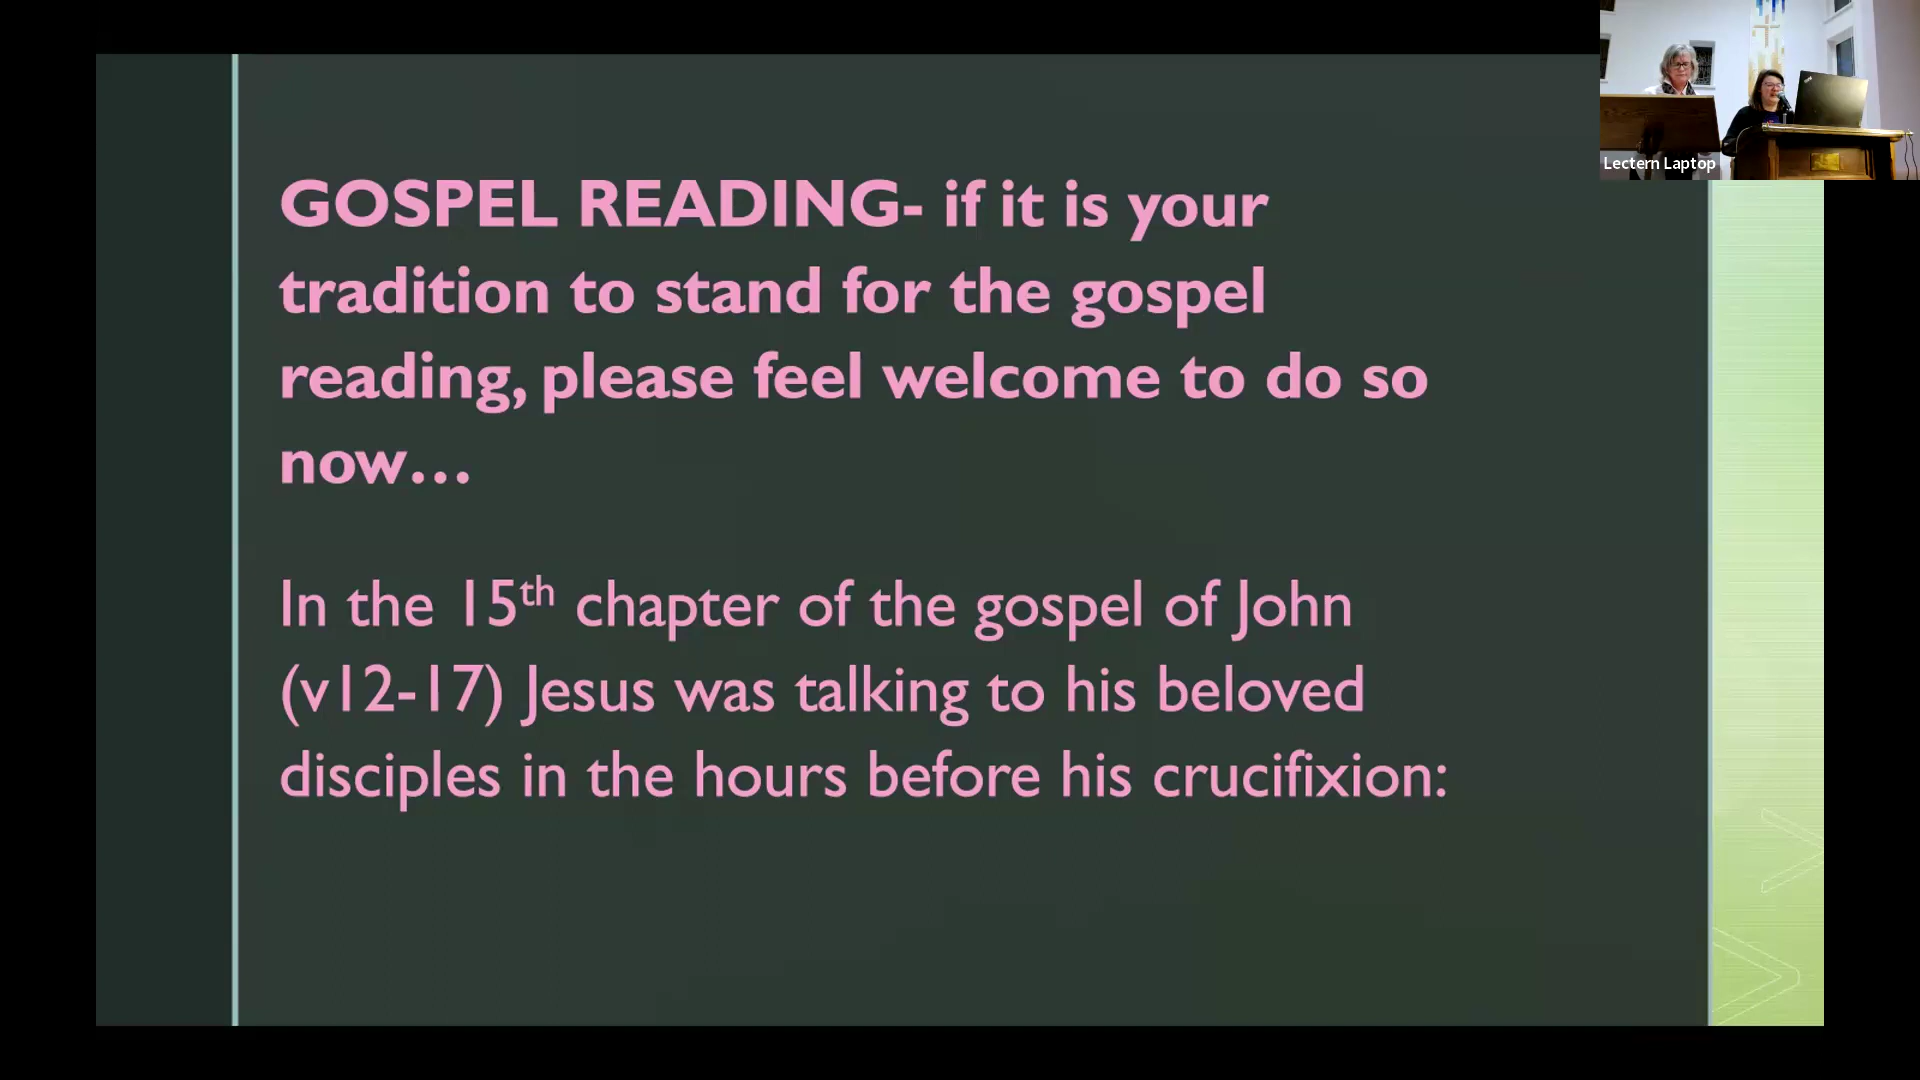 Lectern Laptop
GOSPEL READING- if it is your
tradition to stand for the gospel
reading, please feel welcome to do so
now…
In the 15th chapter of the gospel of John
(v12-17) Jesus was talking to his beloved
disciples in the hours before his crucifixion: